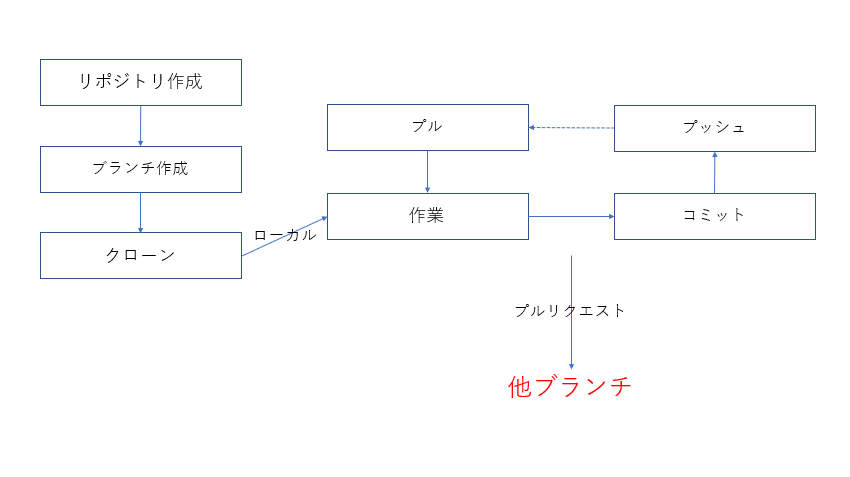 リポジトリ作成
ブランチ作成
クローン
ローカル
プル
作業
プッシュ
コミット
プルリクエスト
他ブランチ